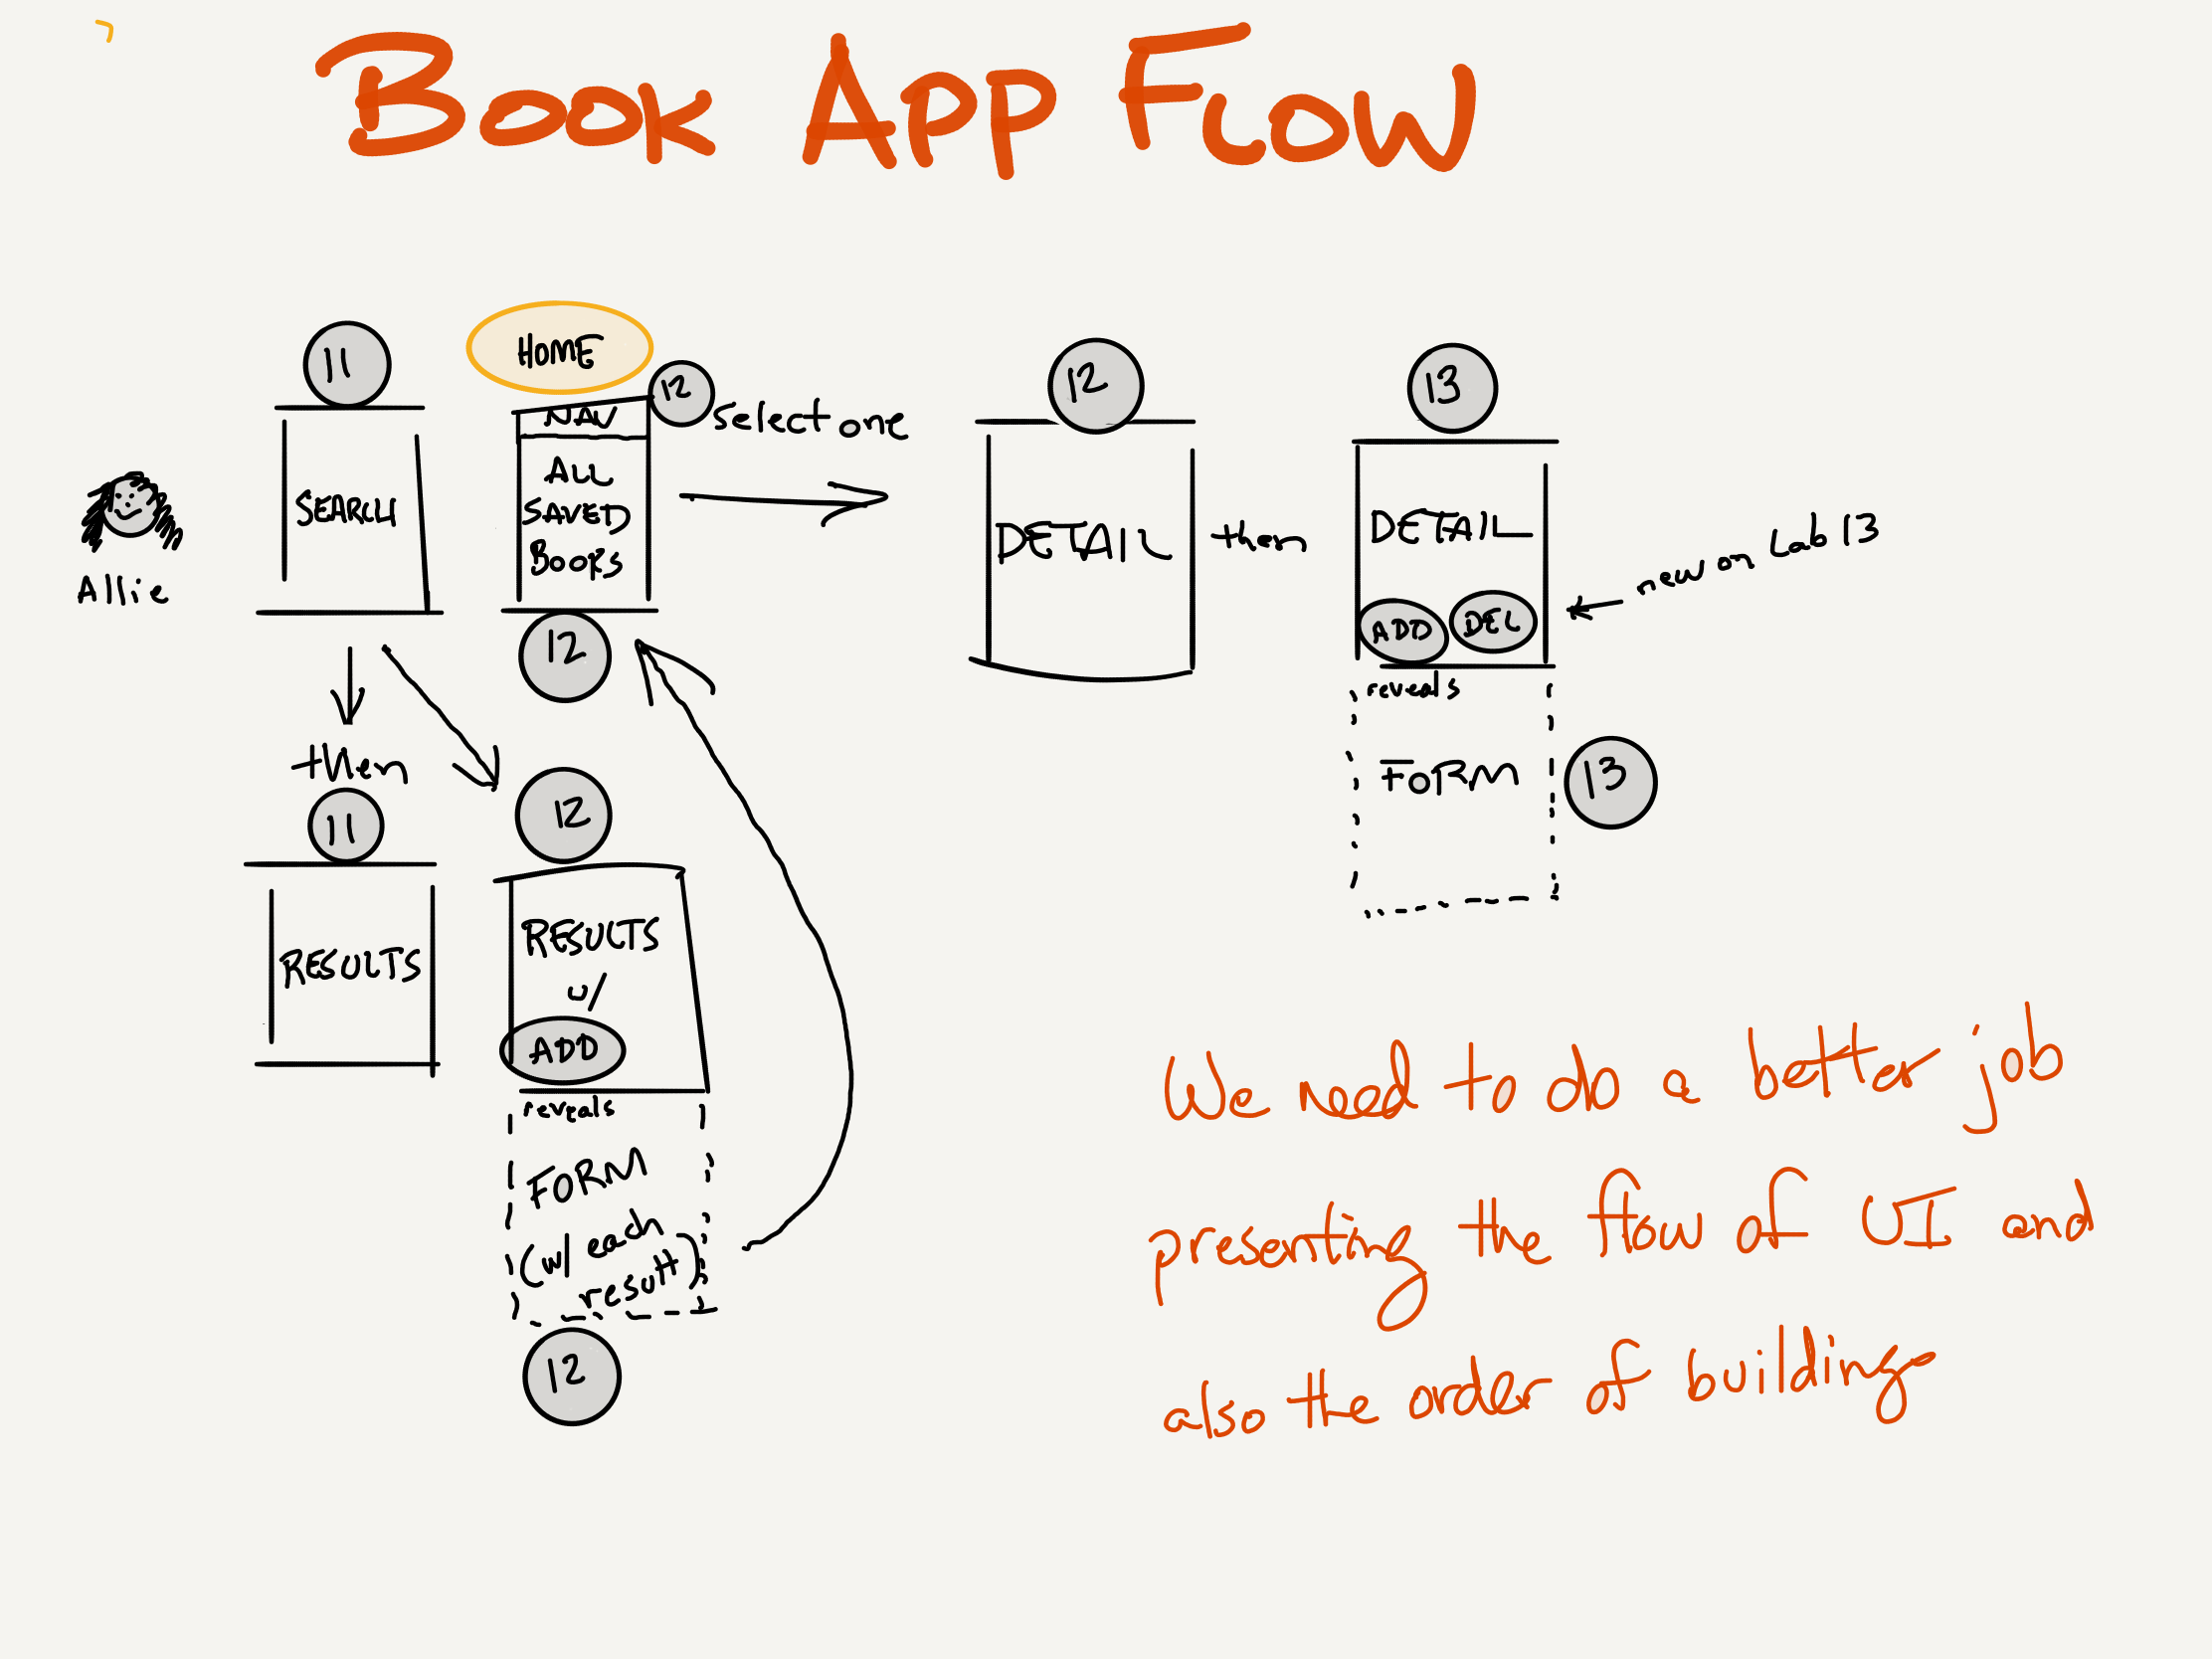 BOOK APP FLOW
11
HOME
12
NAV
select one
12
13
SEARCH
ALL
SAVED
BOOKS
DETAIL
then
DETAIL
new on Lab 13
Allie
ADD
DEL
12
reveals
then
FORM
13
11
12
RESULTS
RESULTS
w/
ADD
reveals
FORM
(w/ each
result)
12
We need to do a better job
presenting the flow of UI and
also the order of building